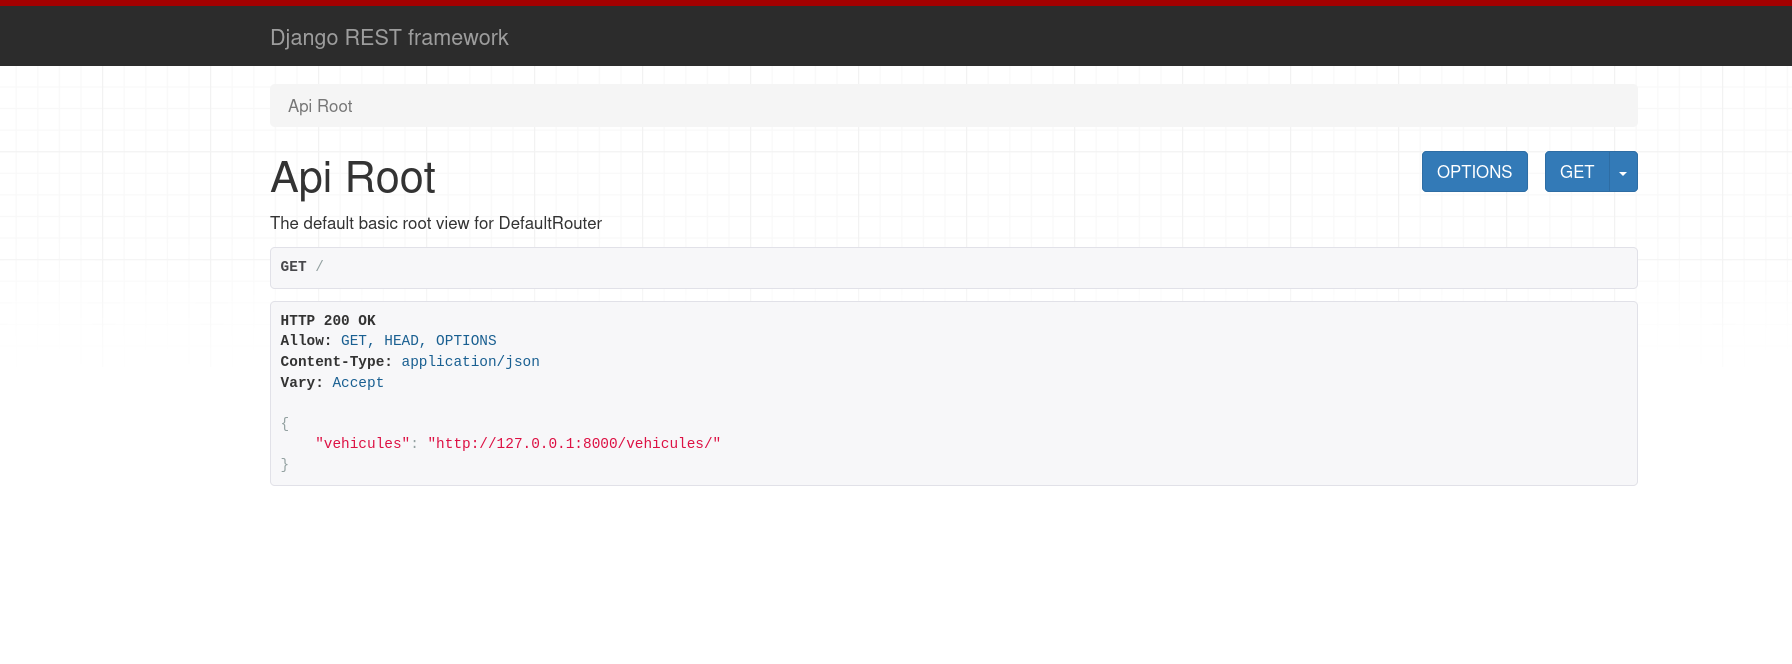 Django REST framework
Api Root
Api Root
OPTIONS
GET
The default basic root view for DefaultRouter
GET /
HTTP 200 OK
Allow: GET, HEAD, OPTIONS
Content-Type: application/json
Vary: Accept
{
    "vehicules": "http://127.0.0.1:8000/vehicules/"
}